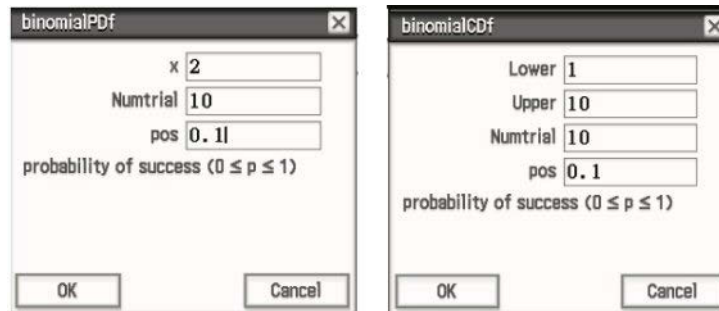 binomialPDf
x 2
Numtrial 10
pos 0.1
probability of success (0 ≤ p ≤ 1)
OK Cancel
binomialCDf
Lower 1
Upper 10
Numtrial 10
pos 0.1
probability of success (0 ≤ p ≤ 1)
OK Cancel